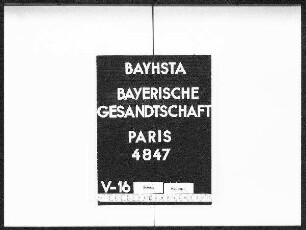 BAYHSTA
BAYERISCHE
GESANDTSCHAFT
PARIS
4847
V-16